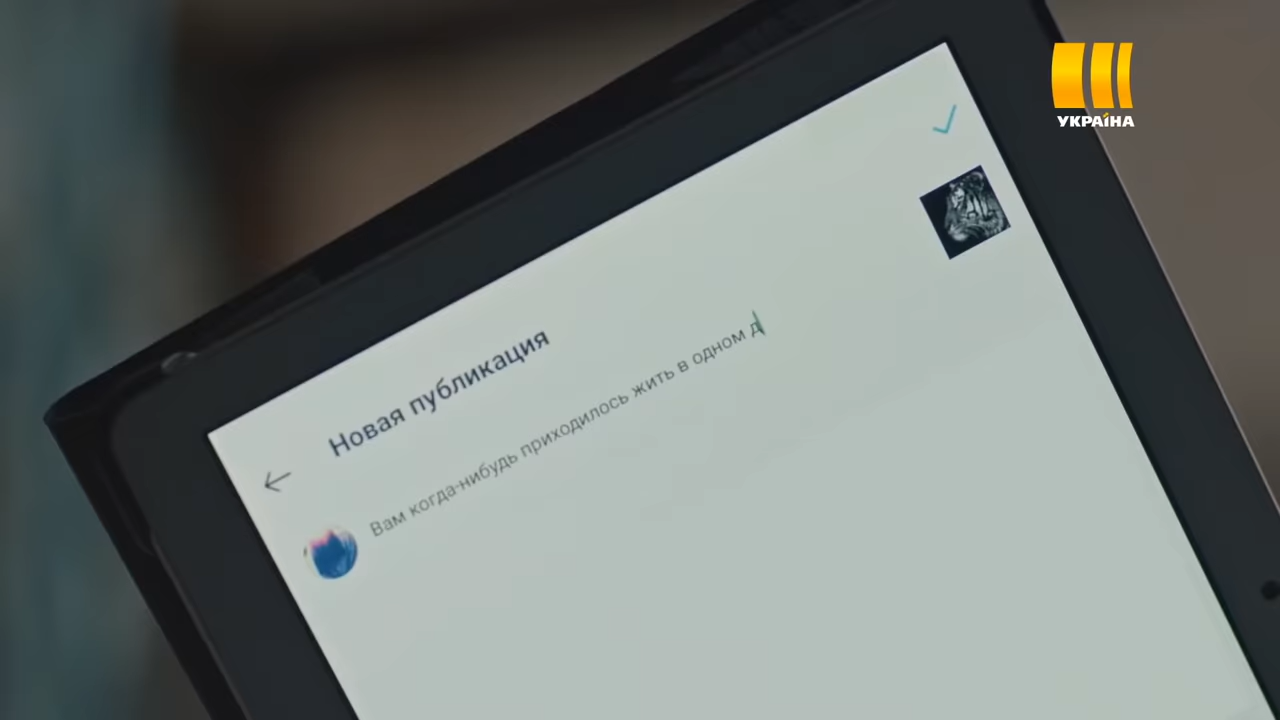 УКРАЇНА
Новая публикация
Вам когда-нибудь приходилось жить в одном д